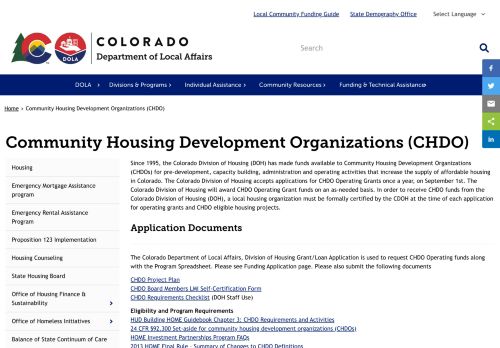 Local Community Funding Guide
State Demography Office
Select Language
COLORADO
Department of Local Affairs
DOLA
Search
DOLA
Divisions & Programs
Individual Assistance
Community Resources
Funding & Technical Assistance
Home > Community Housing Development Organizations (CHDO)
Community Housing Development Organizations (CHDO)
Housing
Emergency Mortgage Assistance
program
Emergency Rental Assistance
Program
Proposition 123 Implementation
Housing Counseling
State Housing Board
Office of Housing Finance &
Sustainability
Office of Homeless Initiatives
Balance of State Continuum of Care
Since 1995, the Colorado Division of Housing (DOH) has made funds available to Community Housing Development Organizations
(CHDOs) for pre-development, capacity building, administration and operating activities that increase the supply of affordable housing
in Colorado. The Colorado Division of Housing accepts applications for CHDO Operating Grants once a year, on September 1st. The
Colorado Division of Housing will award CHDO Operating Grant funds on an as-needed basis. In order to receive CHDO funds from the
Colorado Division of Housing (DOH), a local housing organization must be formally certified by the CDOH at the time of each application
for operating grants and CHDO eligible housing projects.
Application Documents
The Colorado Department of Local Affairs, Division of Housing Grant/Loan Application is used to request CHDO Operating funds along
with the Program Spreadsheet. Please see Funding Application page. Please also submit the following documents
CHDO Project Plan
CHDO Board Members LMI Self-Certification Form
CHDO Requirements Checklist (DOH Staff Use)
Eligibility and Program Requirements
HUD Building HOME Guidebook Chapter 3: CHDO Requirements and Activities
24 CFR §92.300 Set-aside for community housing development organizations (CHDOs)
HOME Investment Partnerships Program FAQs
2013 HOME Final Rule - Summary of Changes to CHDO Definitions